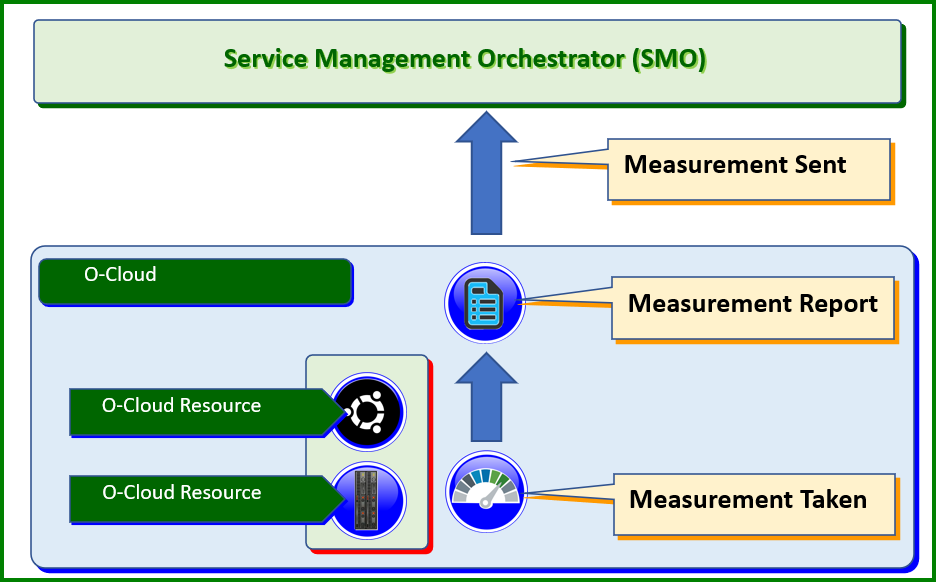 Service Management Orchestrator (SMO)
Measurement Sent
O-Cloud
Measurement Report
O-Cloud Resource
O-Cloud Resource
Measurement Taken